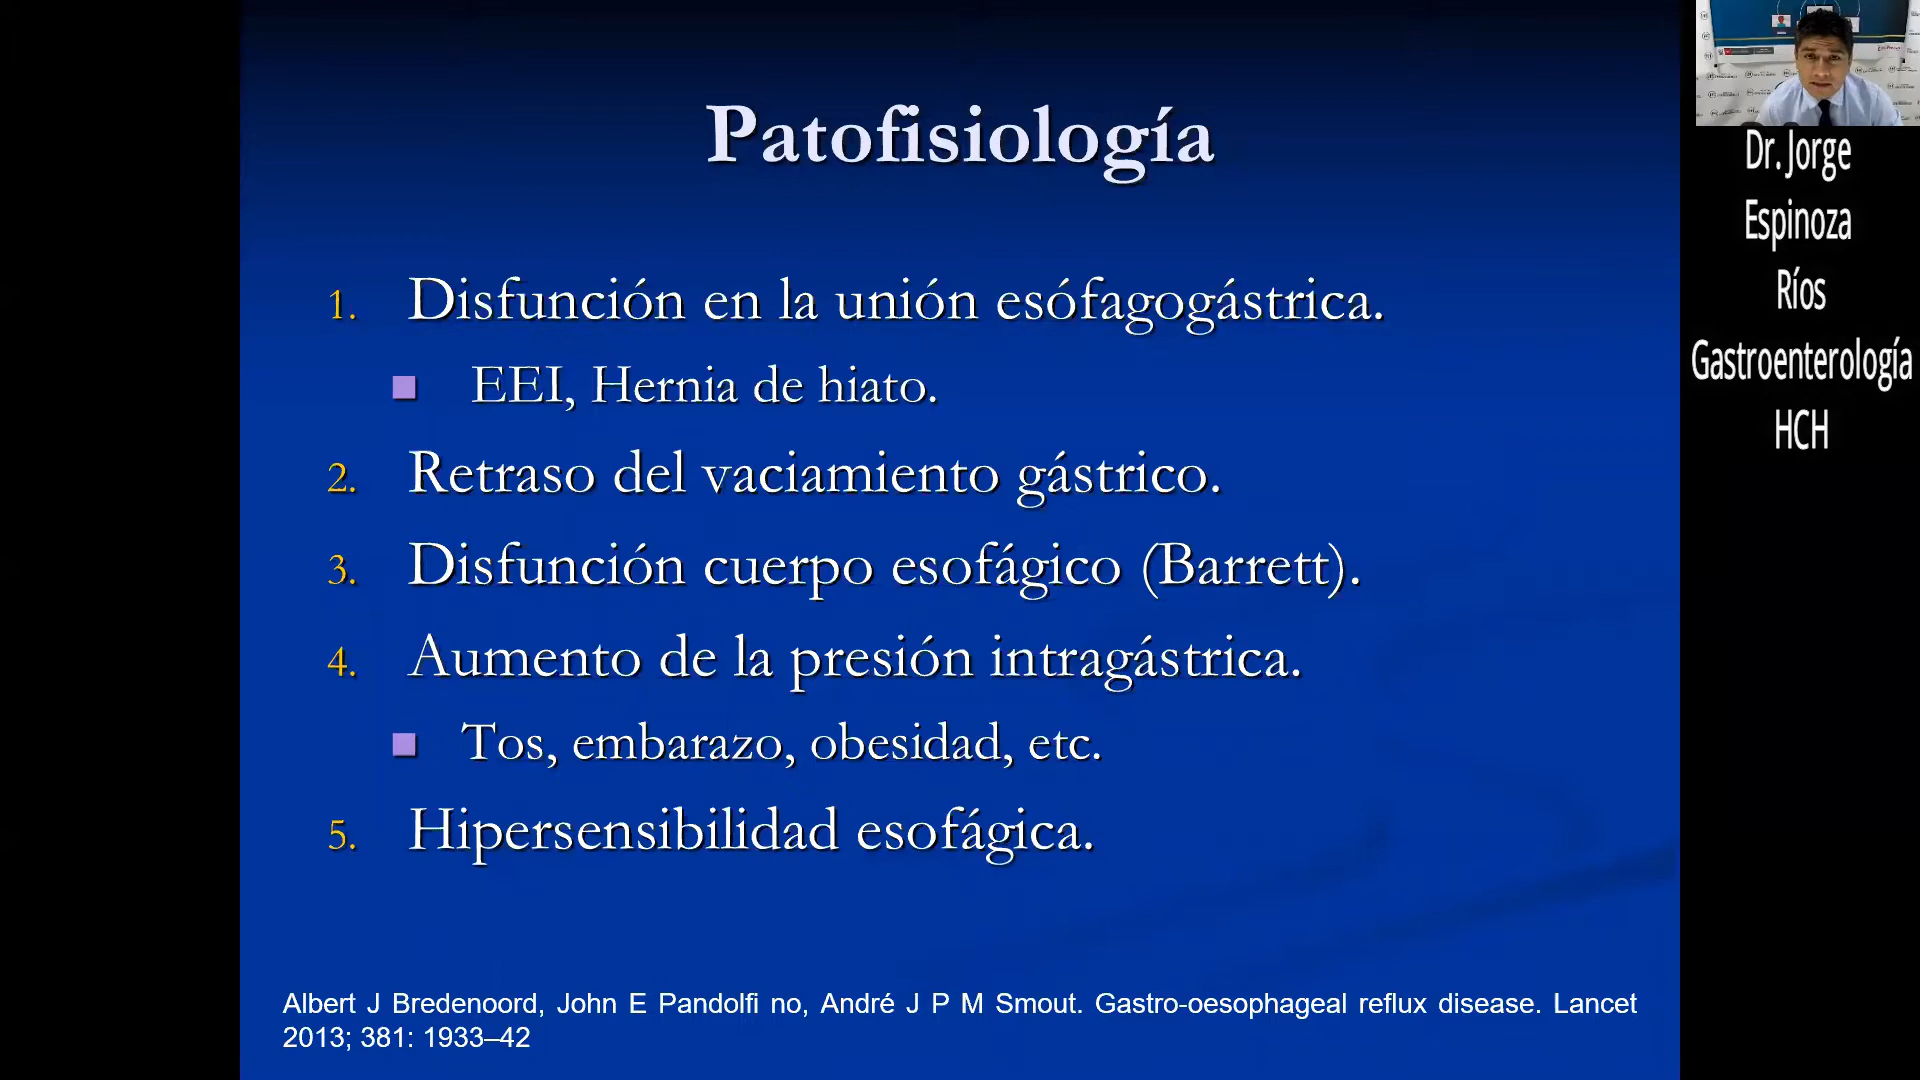 Patofisiología
1. Disfunción en la unión esófagogástrica.
EEI, Hernia de hiato.
2. Retraso del vaciamiento gástrico.
3. Disfunción cuerpo esofágico (Barrett).
4. Aumento de la presión intragástrica.
Tos, embarazo, obesidad, etc.
5. Hipersensibilidad esofágica.
Albert J Bredenoord, John E Pandolfi no, André J P M Smout. Gastro-oesophageal reflux disease. Lancet
2013; 381: 1933–42
Dr. Jorge
Espinoza
Ríos
Gastroenterología
HCH